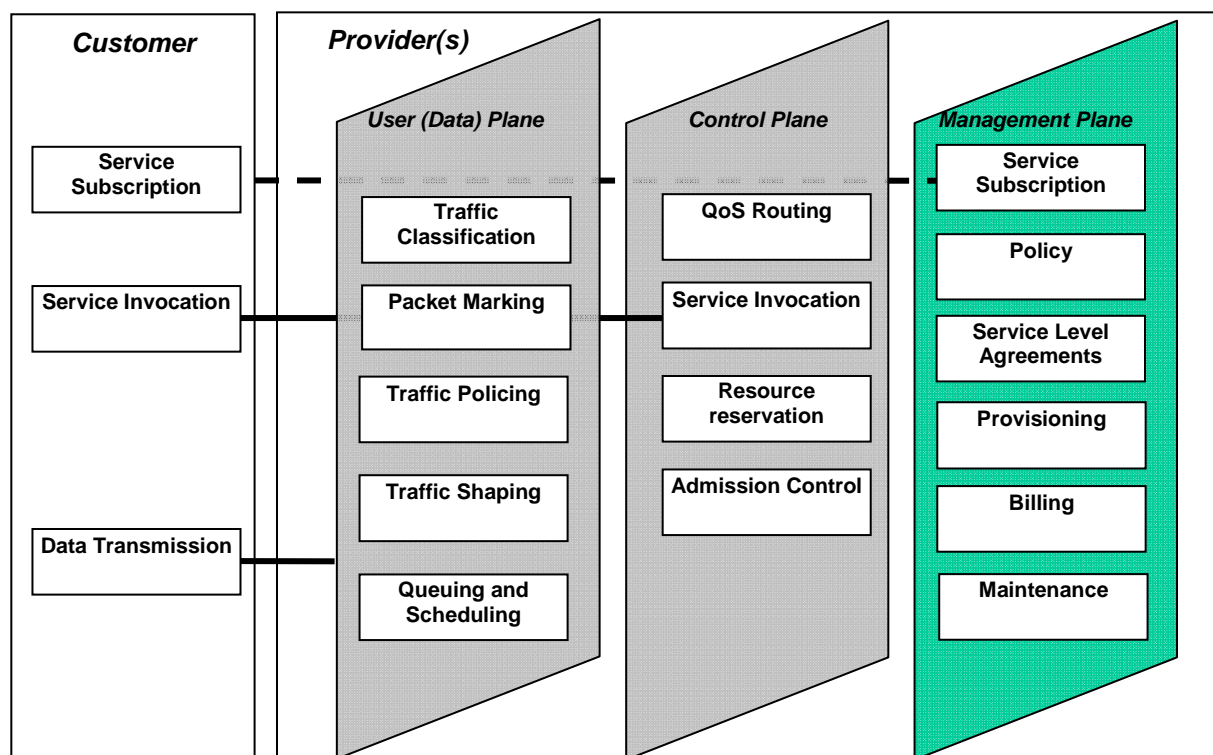 Customer
Service
Subscription
Service Invocation
Data Transmission
Provider(s)
User (Data) Plane
Traffic
Classification
Packet Marking
Traffic Policing
Traffic Shaping
Queuing and
Scheduling
Control Plane
QoS Routing
Service Invocation
Resource
reservation
Admission Control
Management Plane
Service
Subscription
Policy
Service Level
Agreements
Provisioning
Billing
Maintenance